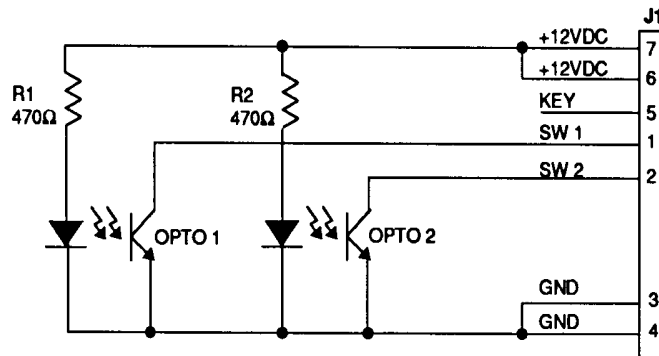 J1
+12VDC 7
+12VDC 6
KEY 5
SW 1 1
SW 2 2
R1
470Ω
R2
470Ω
OPTO 1
OPTO 2
GND 3
GND 4